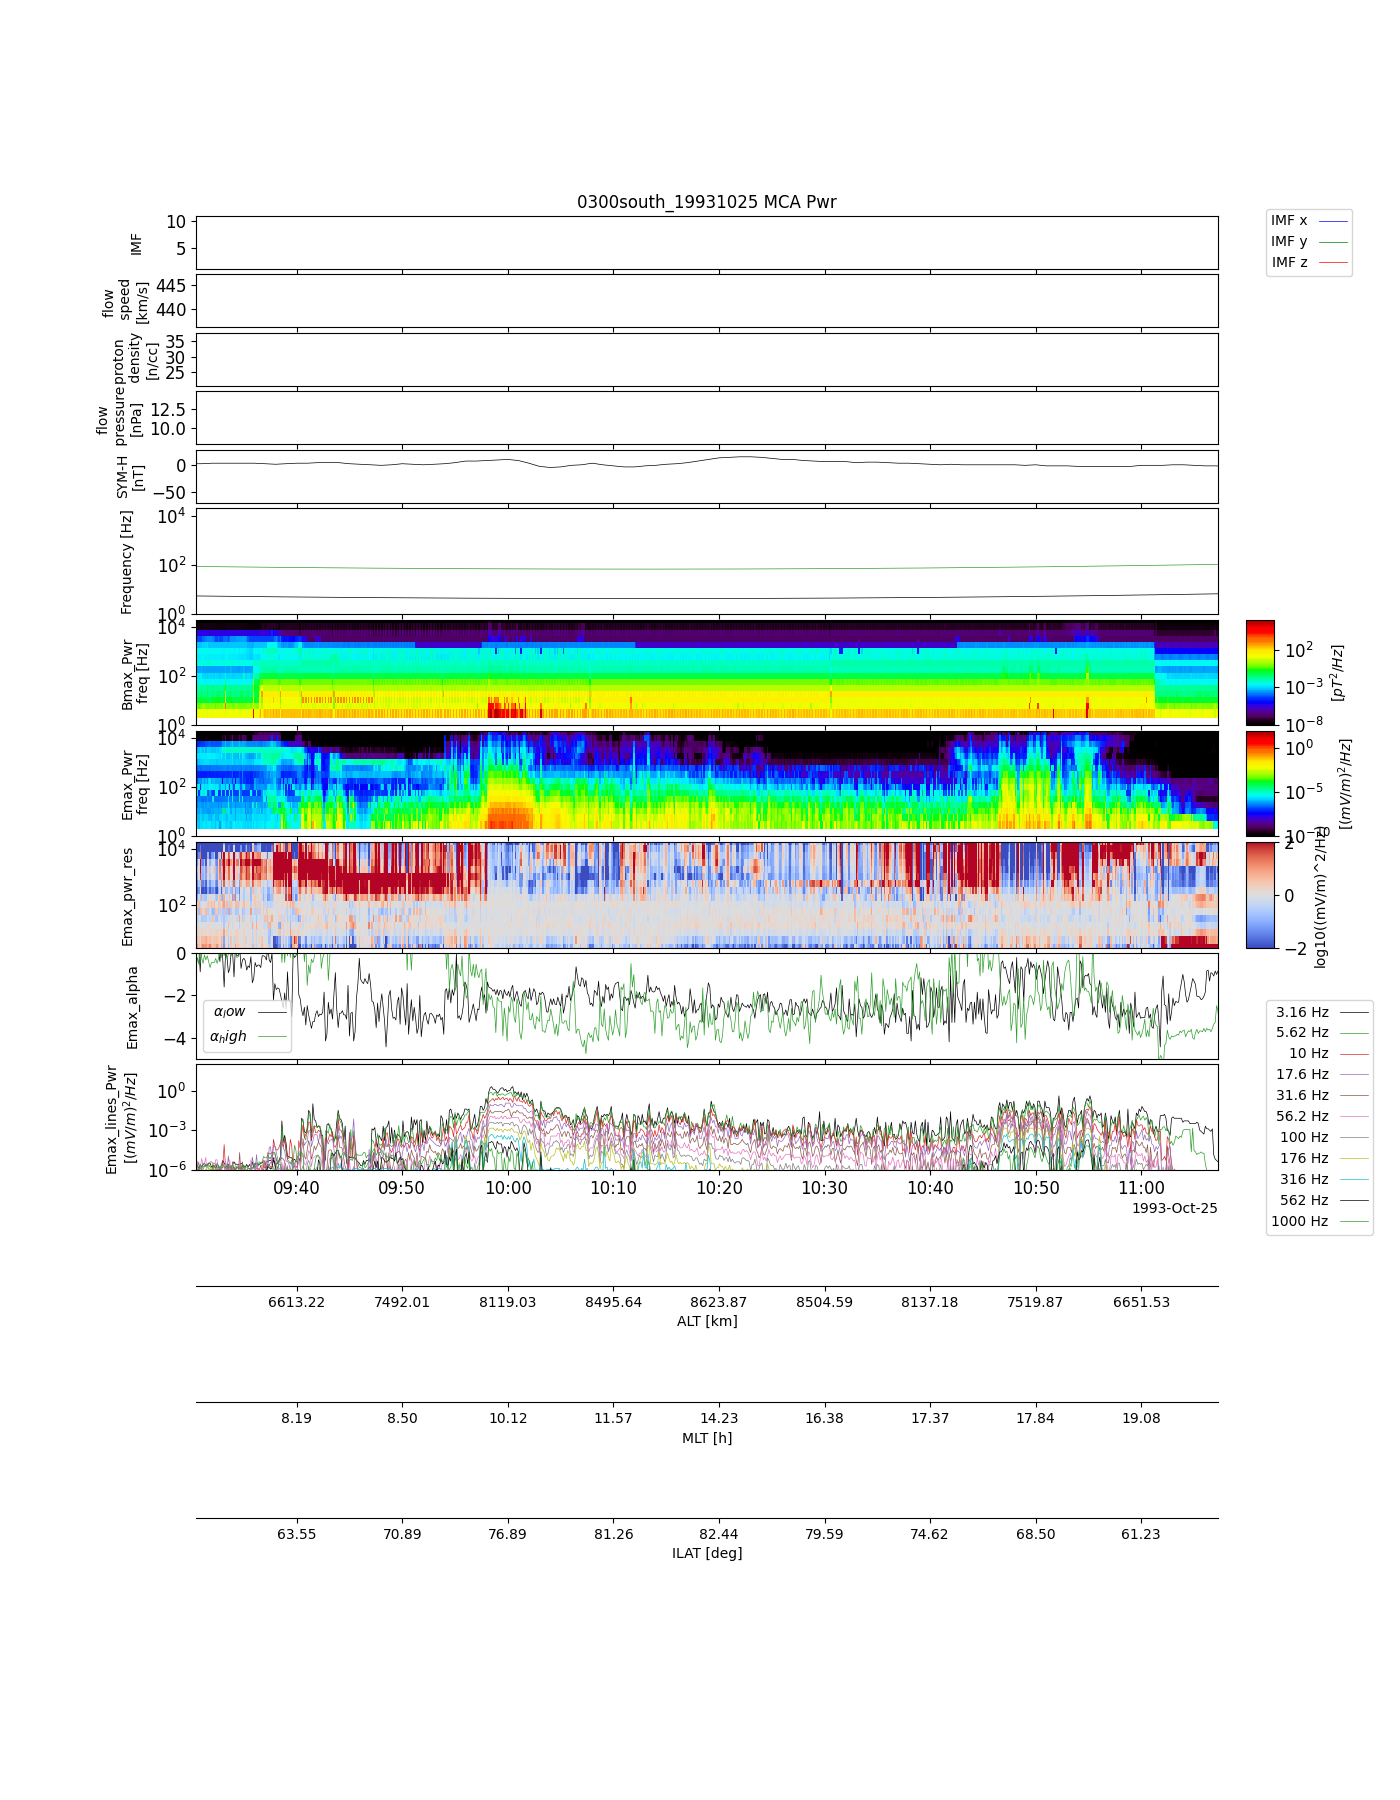 0300south_19931025 MCA Pwr
10
5
IMF
IMF x
IMF y
IMF z
445
440
flow
speed
[km/s]
35
30
25
proton
density
[n/cc]
12.5
10.0
flow
pressure
[nPa]
0
−50
SYM-H
[nT]
10^4
10^2
10^0
Frequency [Hz]
10^4
10^2
10^0
Bmax_Pwr
freq [Hz]
10^2
10^−3
10^−8
[pT^2/Hz]
10^4
10^2
10^0
Emax_Pwr
freq [Hz]
10^0
10^−5
10^−10
[(mV/m)^2/Hz]
10^4
10^2
0
Emax_pwr_res
2
0
−2
log10((mV/m)^^2/Hz)
0
−2
−4
Emax_alpha
α_low
α_high
10^0
10^−3
10^−6
Emax_lines_Pwr
[(mV/m)^2/Hz]
3.16 Hz
5.62 Hz
10 Hz
17.6 Hz
31.6 Hz
56.2 Hz
100 Hz
176 Hz
316 Hz
562 Hz
1000 Hz
09:40 09:50 10:00 10:10 10:20 10:30 10:40 10:50 11:00
1993-Oct-25
6613.22 7492.01 8119.03 8495.64 8623.87 8504.59 8137.18 7519.87 6651.53
ALT [km]
8.19 8.50 10.12 11.57 14.23 16.38 17.37 17.84 19.08
MLT [h]
63.55 70.89 76.89 81.26 82.44 79.59 74.62 68.50 61.23
ILAT [deg]